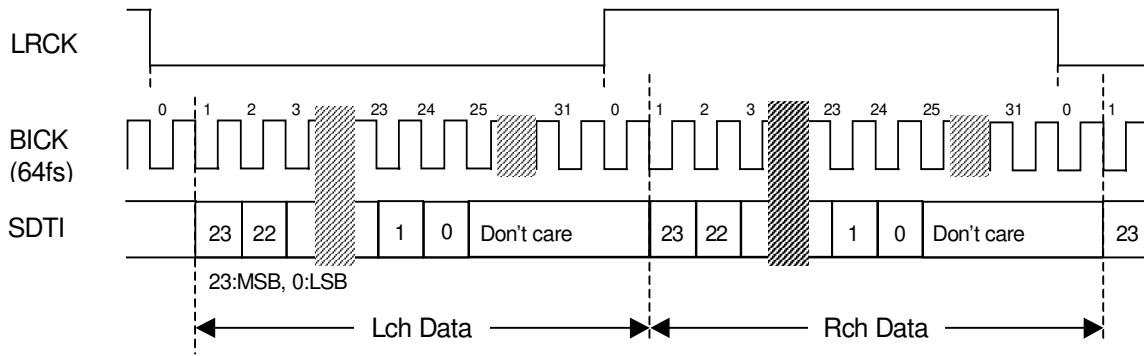 LRCK
0 1 2 3 23 24 25 31 0 1 2 3 23 24 25 31 0 1
BICK
(64fs)
SDTI 23 22 1 0 Don't care 23 22 1 0 Don't care 23
23:MSB, 0:LSB
Lch Data Rch Data